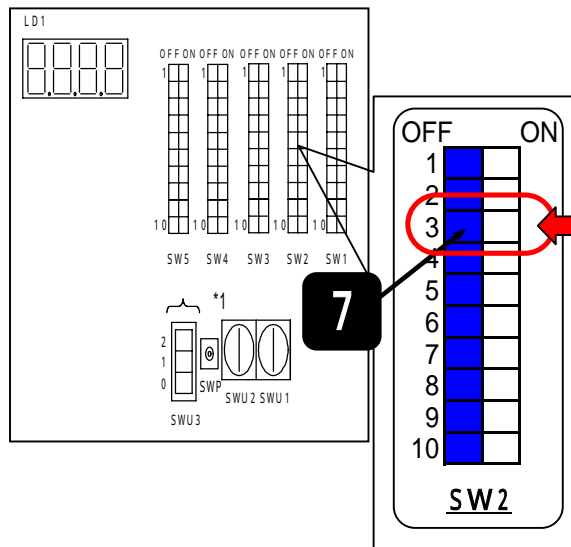 LD1
OFF ON OFF ON OFF ON OFF ON OFF ON
1 1 1 1 1
10 10 10 10 10
SW5 SW4 SW3 SW2 SW1
*1
2
1
0
SWP
SWU2 SWU1
SWU3
7
OFF ON
1
2
3
4
5
6
7
8
9
10
SW2